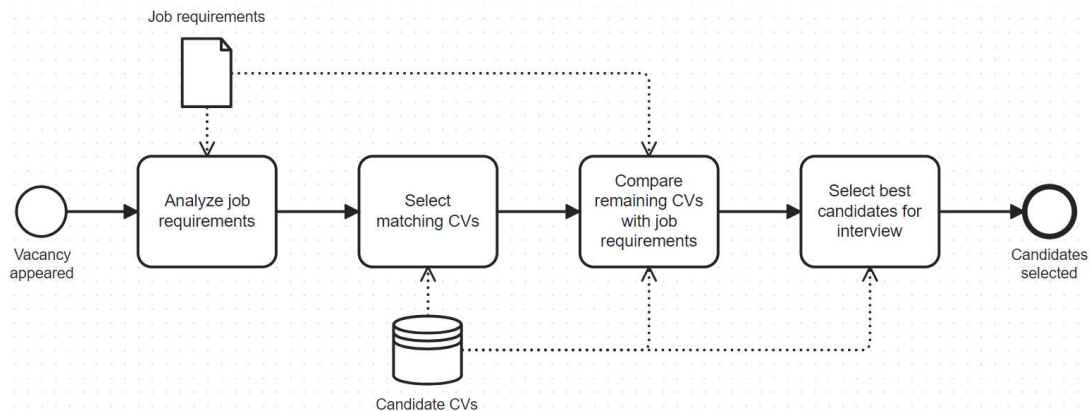 Job requirements
Analyze job
requirements
Select
matching CVs
Compare
remaining CVs
with job
requirements
Select best
candidates for
interview
Vacancy
appeared
Candidates
selected
Candidate CVs